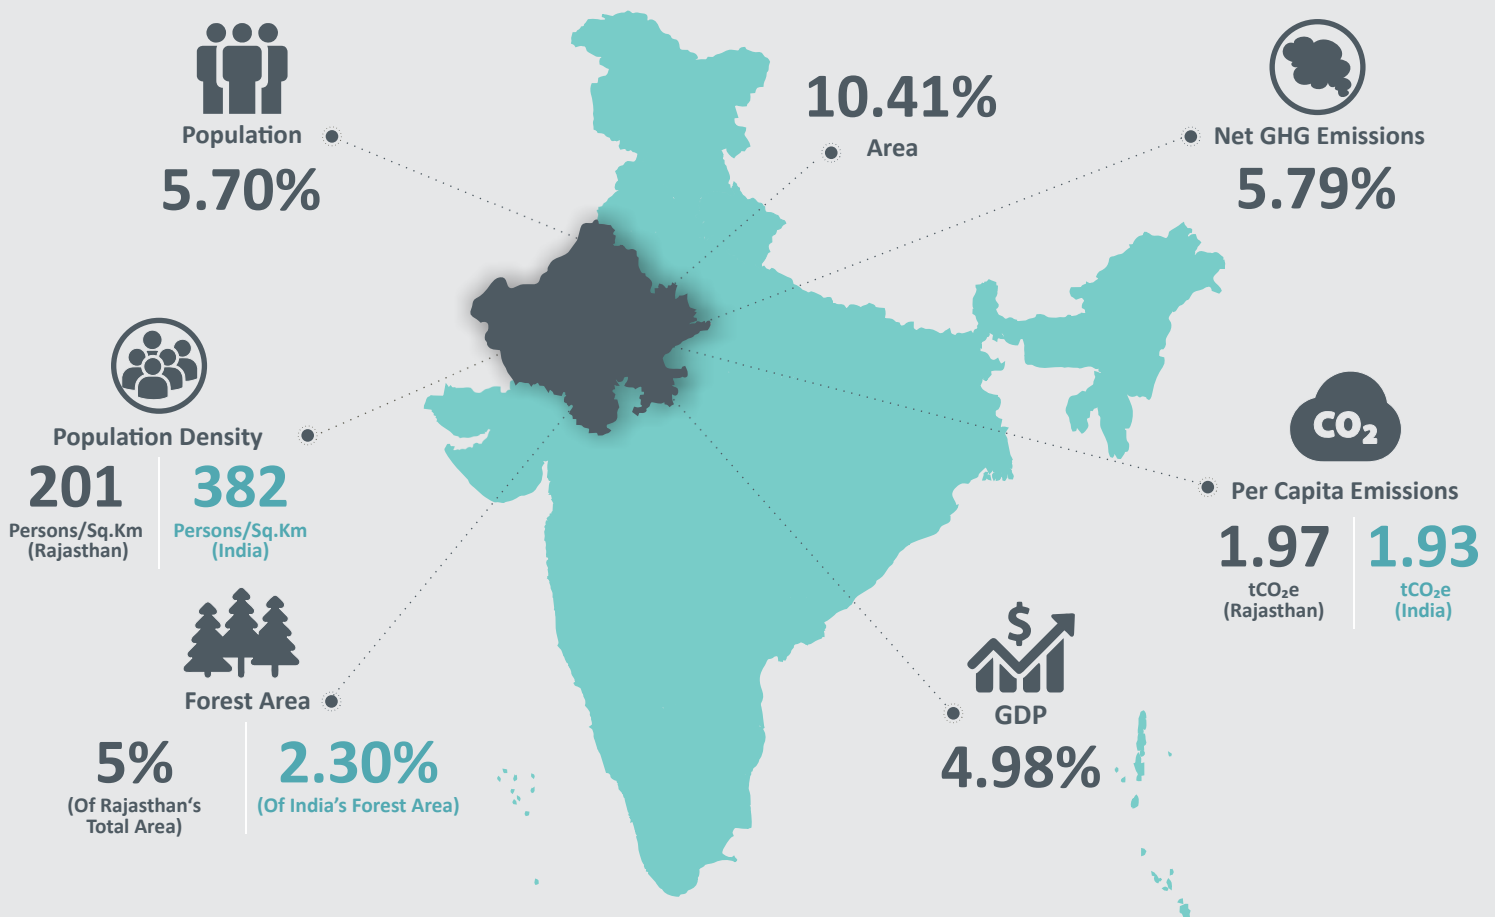 Population
5.70%
10.41%
Area
Net GHG Emissions
5.79%
Population Density
201
Persons/Sq.Km
(Rajasthan)
382
Persons/Sq.Km
(India)
CO₂
Per Capita Emissions
1.97
tCO₂e
(Rajasthan)
1.93
tCO₂e
(India)
Forest Area
5%
(Of Rajasthan‘s
Total Area)
2.30%
(Of India’s Forest Area)
$
GDP
4.98%